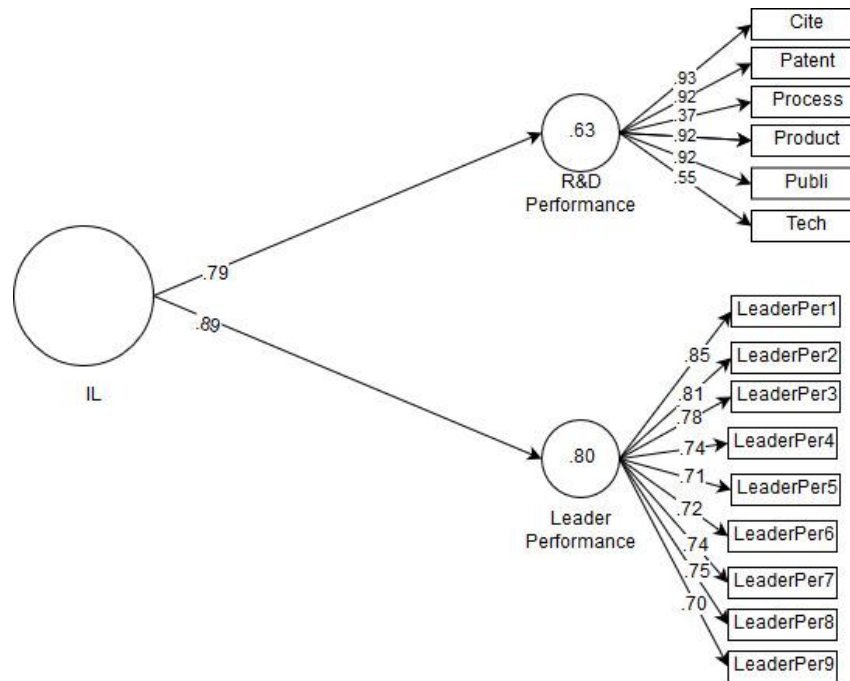 Cite
Patent
Process
Product
Publi
Tech
.93
.92
.37
.92
.92
.55
.63
R&D
Performance
.79
.89
IL
LeaderPer1
LeaderPer2
LeaderPer3
LeaderPer4
LeaderPer5
LeaderPer6
LeaderPer7
LeaderPer8
LeaderPer9
.85
.81
.78
.74
.71
.72
.74
.75
.70
.80
Leader
Performance